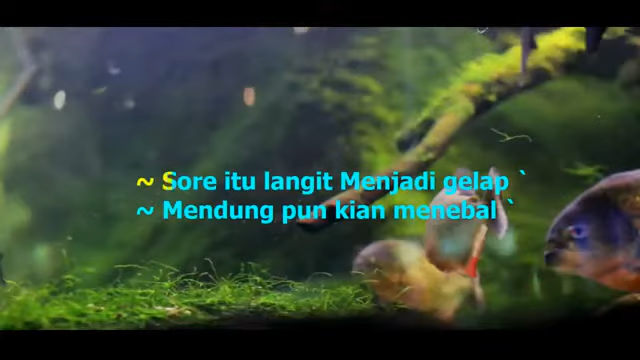 ~ Sore itu langit Menjadi gelap `
~ Mendung pun kian menebal `